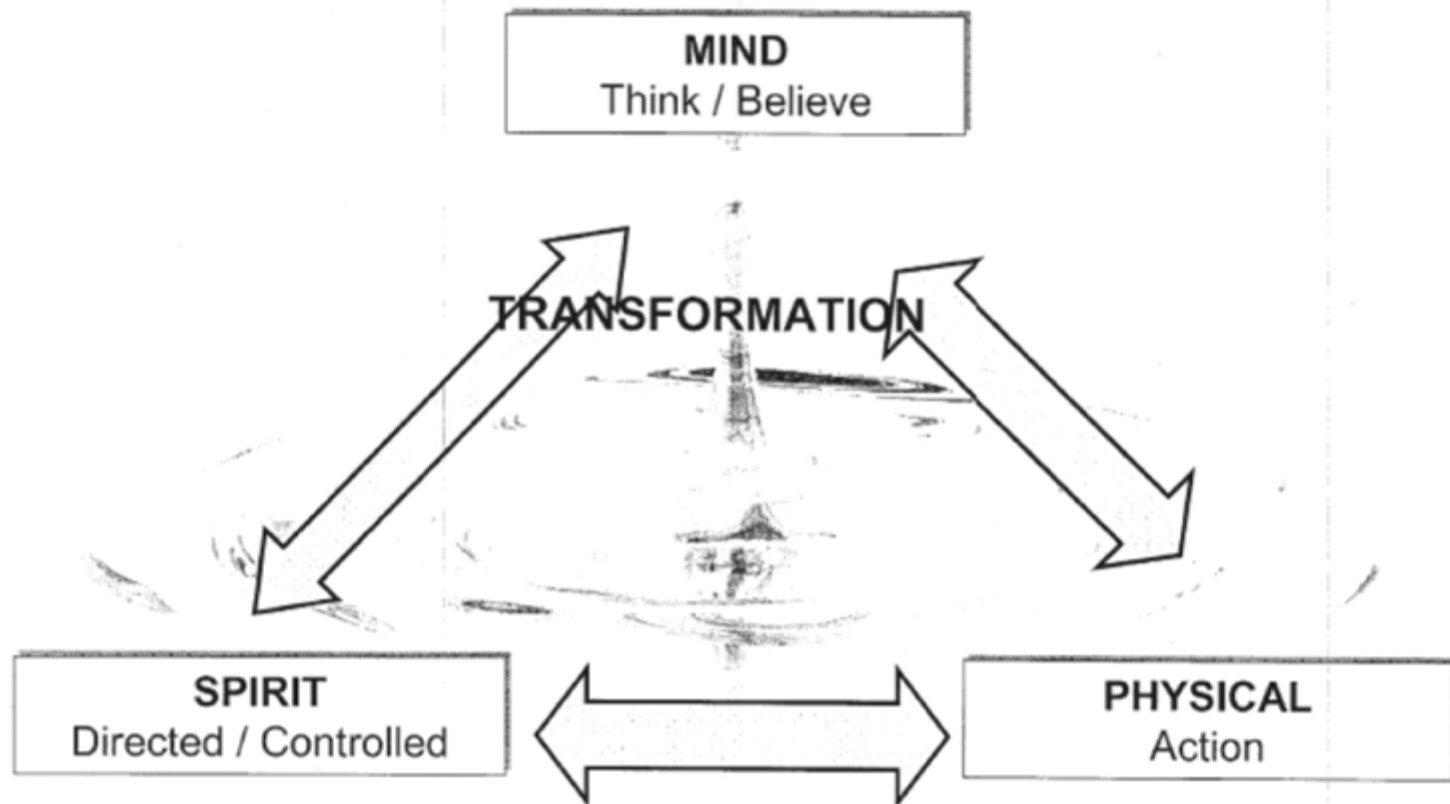 MIND
Think / Believe
TRANSFORMATION
SPIRIT
Directed / Controlled
PHYSICAL
Action